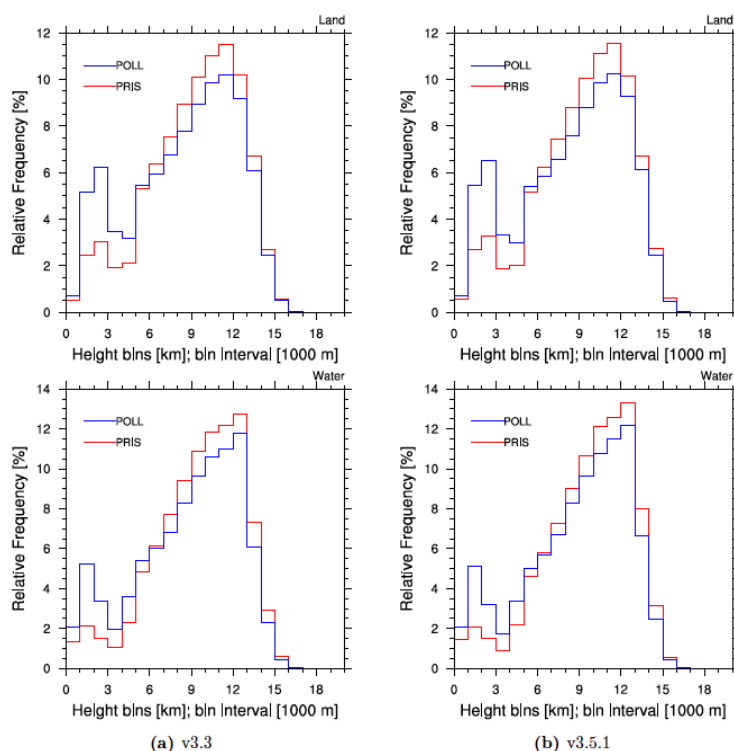 Land
Relative Frequency [%]
12
10
8
6
4
2
0
POLL
PRIS
0 3 6 9 12 15 18
Height bins [km]; bin interval [1000 m]
Land
Relative Frequency [%]
12
10
8
6
4
2
0
POLL
PRIS
0 3 6 9 12 15 18
Height bins [km]; bin interval [1000 m]
Water
Relative Frequency [%]
14
12
10
8
6
4
2
0
POLL
PRIS
0 3 6 9 12 15 18
Height bins [km]; bin interval [1000 m]
Water
Relative Frequency [%]
14
12
10
8
6
4
2
0
POLL
PRIS
0 3 6 9 12 15 18
Height bins [km]; bin interval [1000 m]
(a) v3.3
(b) v3.5.1